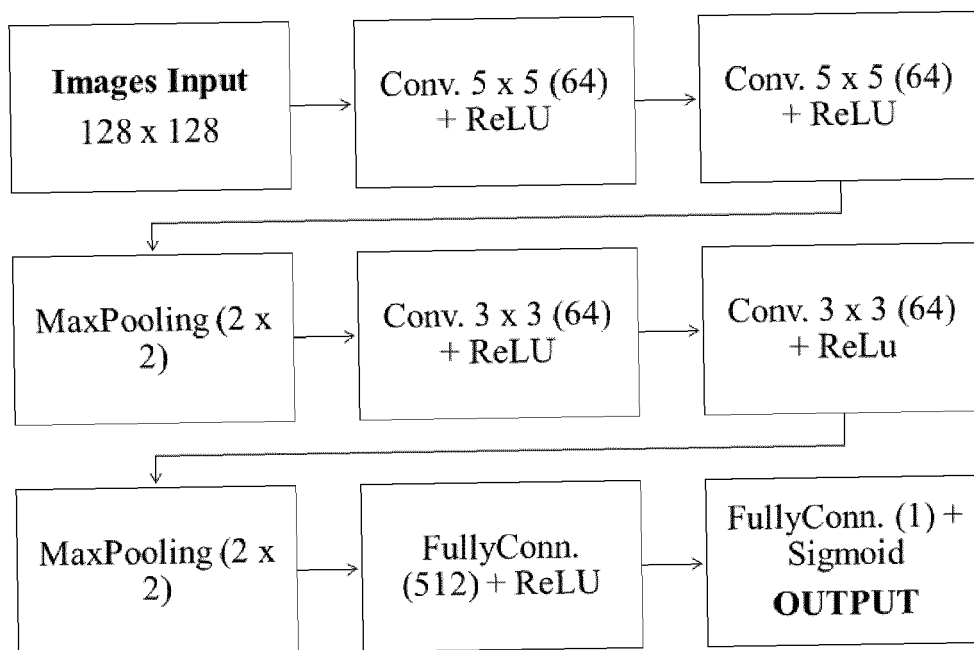 Images Input
128 x 128
Conv. 5 x 5 (64)
+ ReLU
Conv. 5 x 5 (64)
+ ReLU
MaxPooling (2 x
2)
Conv. 3 x 3 (64)
+ ReLU
Conv. 3 x 3 (64)
+ ReLu
MaxPooling (2 x
2)
FullyConn.
(512) + ReLU
FullyConn. (1) +
Sigmoid
OUTPUT